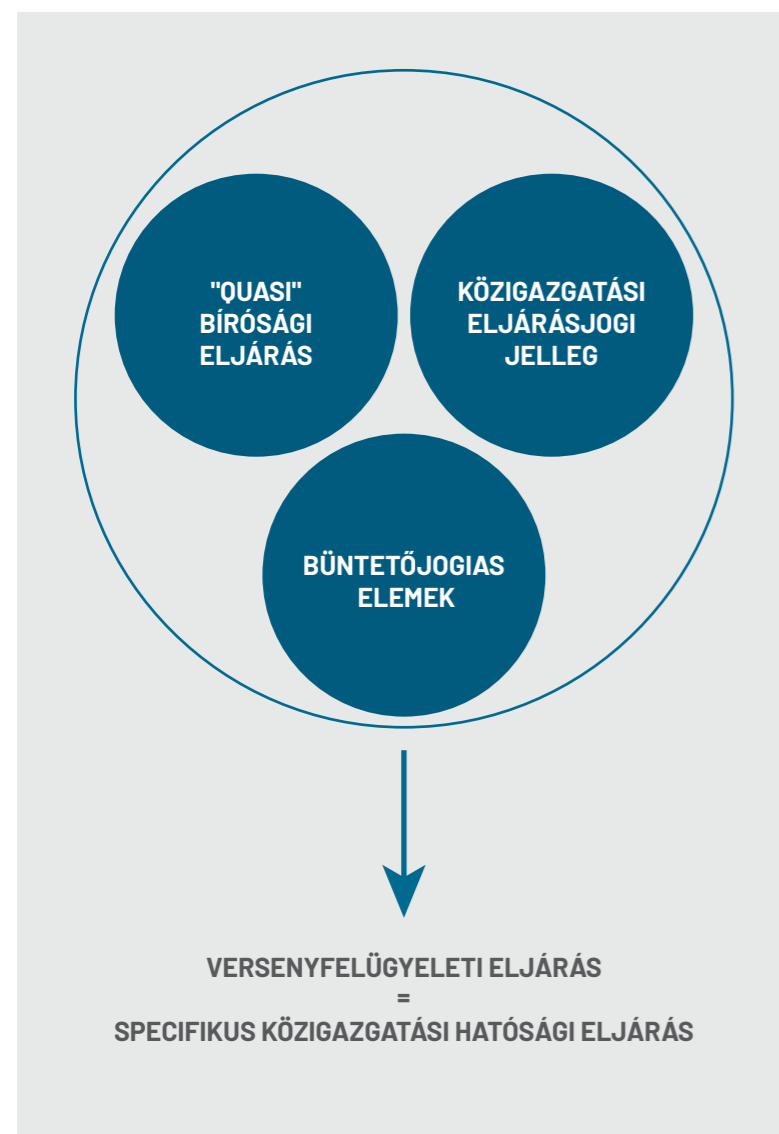 "QUASI"
BÍRÓSÁGI
ELJÁRÁS
KÖZIGAZGATÁSI
ELJÁRÁSJOGI
JELLEG
BÜNTETŐJOGIAS
ELEMEK
VERSENYFELÜGYELETI ELJÁRÁS
=
SPECIFIKUS KÖZIGAZGATÁSI HATÓSÁGI ELJÁRÁS